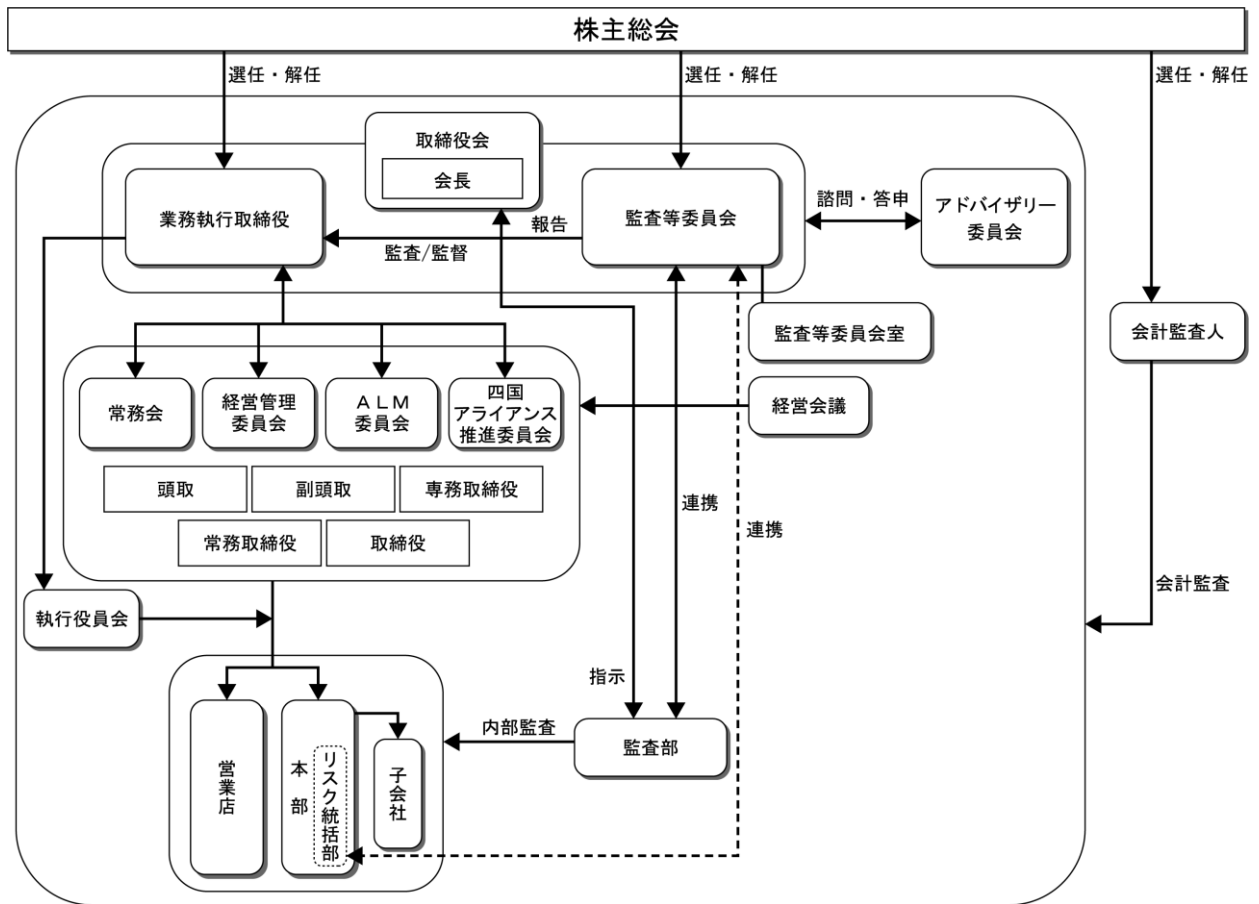 株主総会
選任・解任
選任・解任
選任・解任
取締役会
会長
業務執行取締役
監査等委員会
諮問・答申
アドバイザリー
委員会
報告
監査/監督
監査等委員会室
会計監査人
常務会
経営管理
委員会
ＡＬＭ
委員会
四国
アライアンス
推進委員会
経営会議
頭取
副頭取
専務取締役
常務取締役
取締役
連携
連携
執行役員会
会計監査
指示
内部監査
監査部
営業店
本部
リスク統括部
子会社